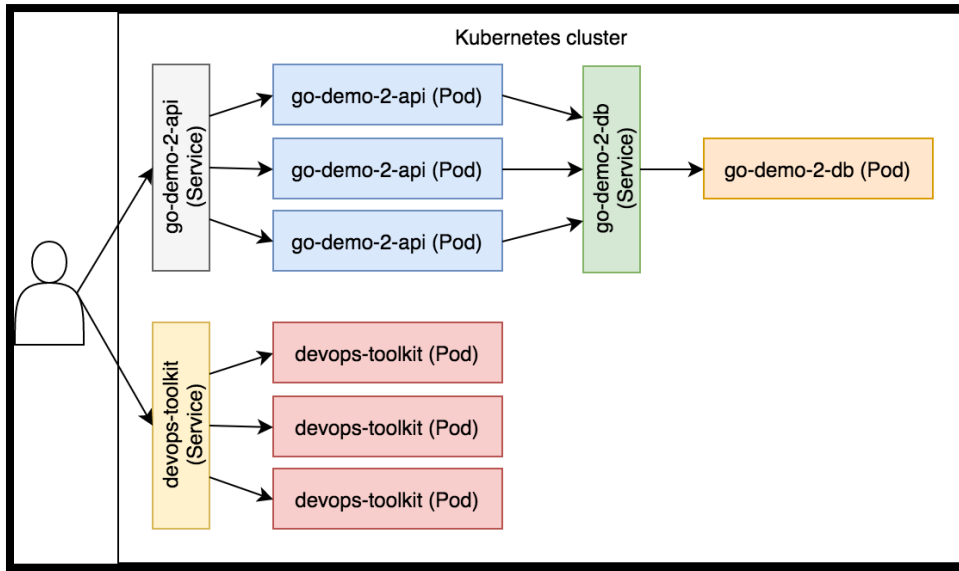 Kubernetes cluster
go-demo-2-api
(Service)
go-demo-2-api (Pod)
go-demo-2-api (Pod)
go-demo-2-api (Pod)
go-demo-2-db
(Service)
go-demo-2-db (Pod)
devops-toolkit
(Service)
devops-toolkit (Pod)
devops-toolkit (Pod)
devops-toolkit (Pod)